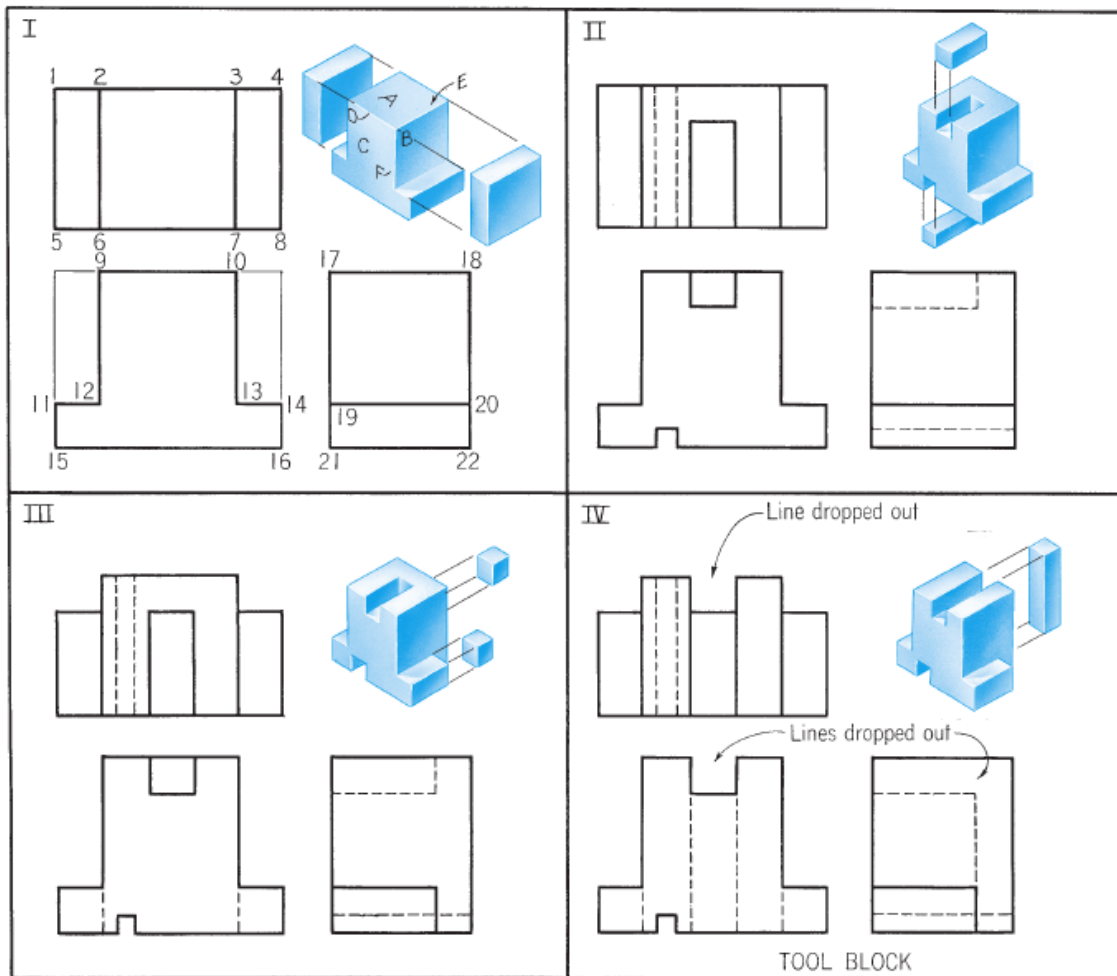 I
1 2 3 4
A
E
D
B
C
F
5 6 7 8
9 10 17 18
11 12 13 14 19 20
15 16 21 22
II
III
IV
Line dropped out
Lines dropped out
TOOL BLOCK